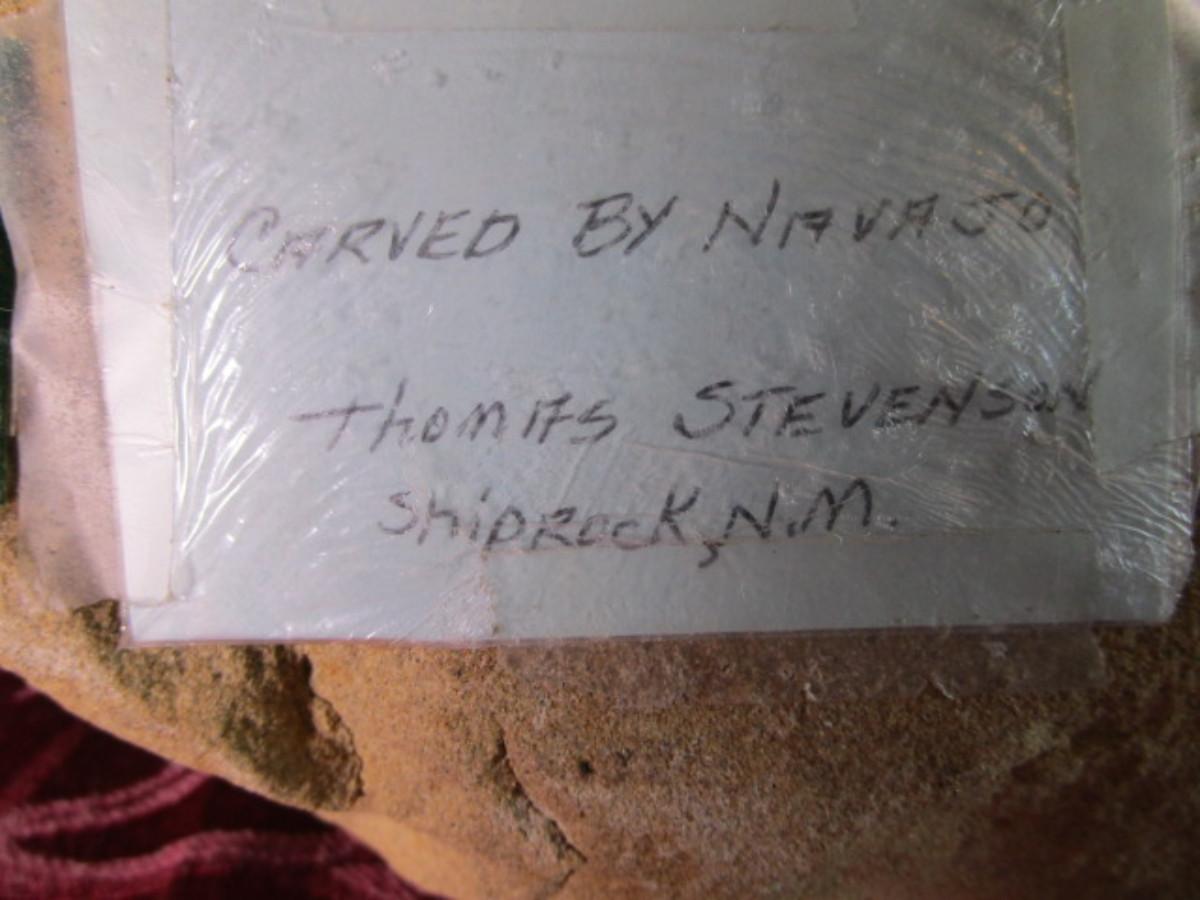 CARVED BY NAVAJO
Thomas STEVENSON
ShipRock, N.M.